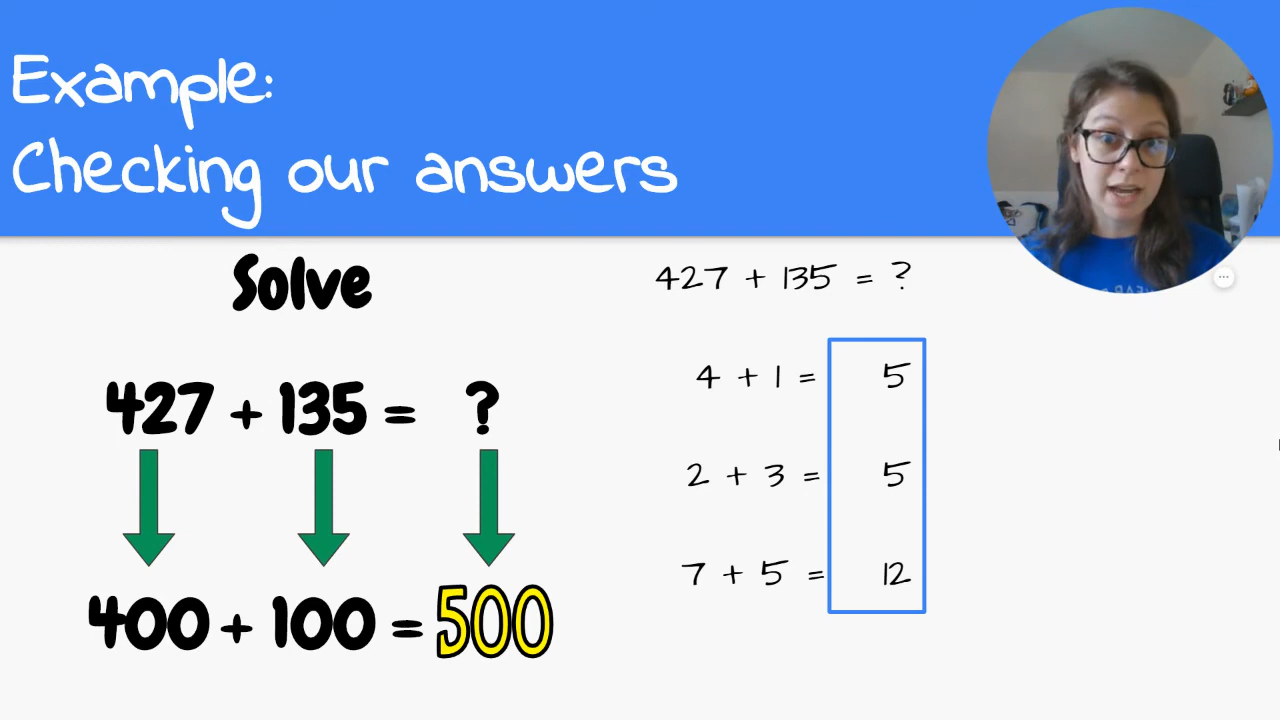 Example:
Checking our answers
Solve
427 + 135 = ?
400 + 100 = 500
427 + 135 = ?
4 + 1 = 5
2 + 3 = 5
7 + 5 = 12